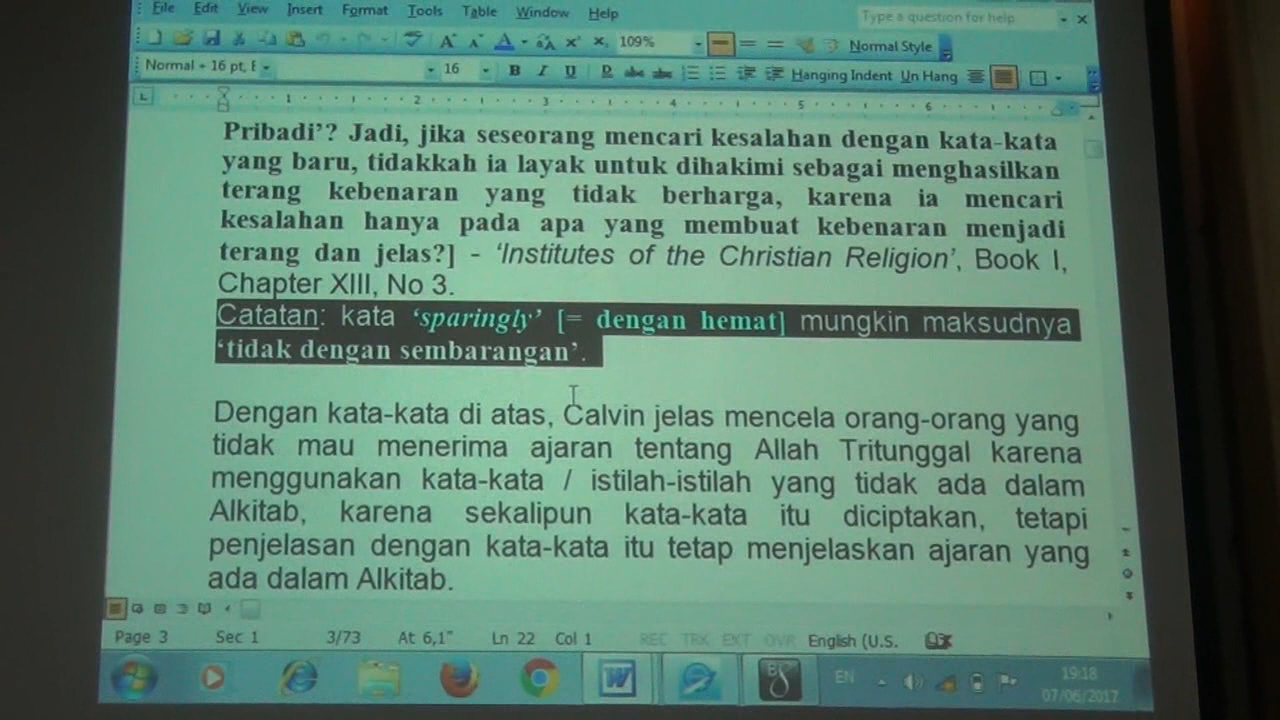 File Edit View Insert Format Tools Table Window Help Type a question for help
109% Normal Style
Normal + 16 pt, 16 B I U Hanging Indent Un Hang
1 2 3 4 5 6
Pribadi’? Jadi, jika seseorang mencari kesalahan dengan kata-kata
yang baru, tidakkah ia layak untuk dihakimi sebagai menghasilkan
terang kebenaran yang tidak berharga, karena ia mencari
kesalahan hanya pada apa yang membuat kebenaran menjadi
terang dan jelas?] - ‘Institutes of the Christian Religion’, Book I,
Chapter XIII, No 3.
Catatan: kata ‘sparingly’ [= dengan hemat] mungkin maksudnya
‘tidak dengan sembarangan’.
Dengan kata-kata di atas, Calvin jelas mencela orang-orang yang
tidak mau menerima ajaran tentang Allah Tritunggal karena
menggunakan kata-kata / istilah-istilah yang tidak ada dalam
Alkitab, karena sekalipun kata-kata itu diciptakan, tetapi
penjelasan dengan kata-kata itu tetap menjelaskan ajaran yang
ada dalam Alkitab.
Page 3 Sec 1 3/73 At 6,1" Ln 22 Col 1 REC TRK EXT OVR English (U.S.
EN 19:18
07/06/2017